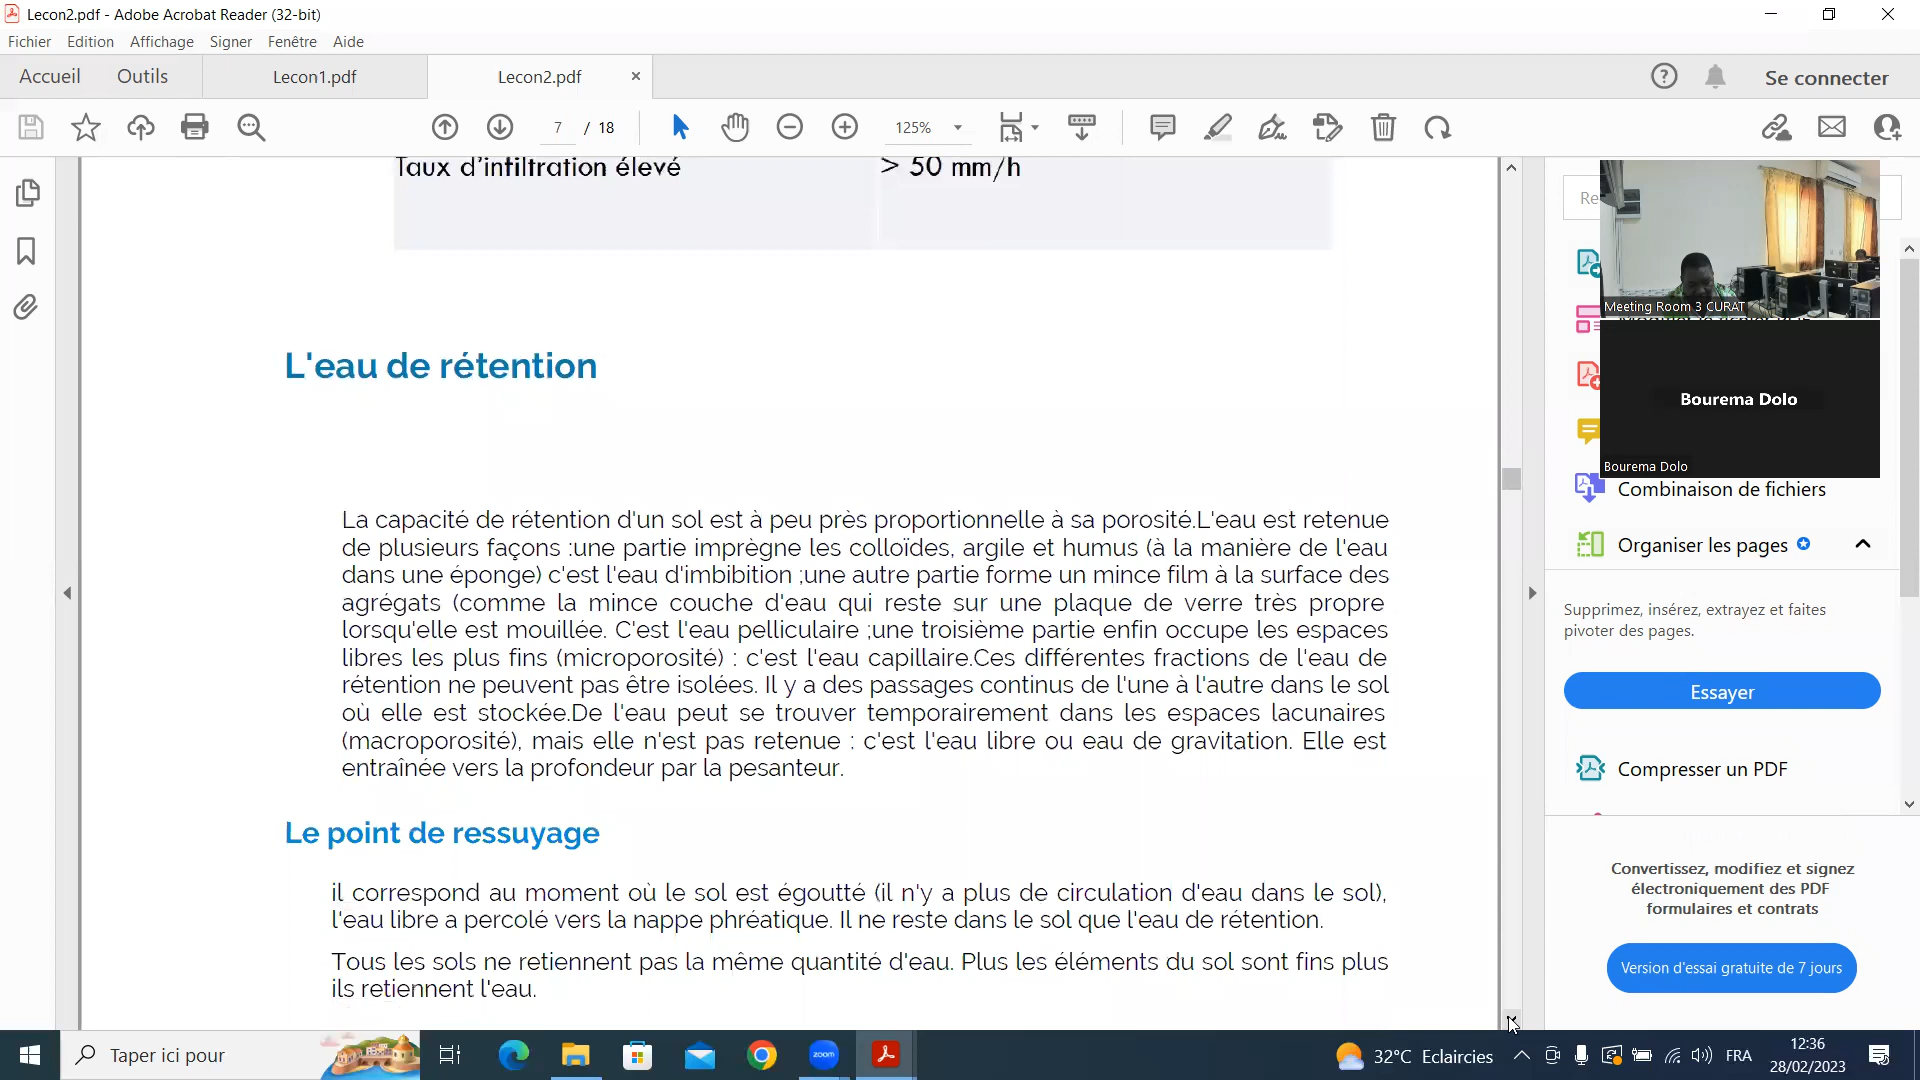 Lecon2.pdf - Adobe Acrobat Reader (32-bit)
Fichier Edition Affichage Signer Fenêtre Aide
Accueil Outils Lecon1.pdf Lecon2.pdf × ? Se connecter
7 / 18 125%
Taux d'infiltration élevé > 50 mm/h
Re
Meeting Room 3 CURAT
L'eau de rétention
Bourema Dolo
Bourema Dolo
Combinaison de fichiers
La capacité de rétention d'un sol est à peu près proportionnelle à sa porosité.L'eau est retenue
de plusieurs façons :une partie imprègne les colloïdes, argile et humus (à la manière de l'eau
dans une éponge) c'est l'eau d'imbibition ;une autre partie forme un mince film à la surface des
agrégats (comme la mince couche d'eau qui reste sur une plaque de verre très propre
lorsqu'elle est mouillée. C'est l'eau pelliculaire ;une troisième partie enfin occupe les espaces
libres les plus fins (microporosité) : c'est l'eau capillaire.Ces différentes fractions de l'eau de
rétention ne peuvent pas être isolées. Il y a des passages continus de l'une à l'autre dans le sol
où elle est stockée.De l'eau peut se trouver temporairement dans les espaces lacunaires
(macroporosité), mais elle n'est pas retenue : c'est l'eau libre ou eau de gravitation. Elle est
entraînée vers la profondeur par la pesanteur.
Le point de ressuyage
il correspond au moment où le sol est égoutté (il n'y a plus de circulation d'eau dans le sol),
l'eau libre a percolé vers la nappe phréatique. Il ne reste dans le sol que l'eau de rétention.
Tous les sols ne retiennent pas la même quantité d'eau. Plus les éléments du sol sont fins plus
ils retiennent l'eau.
Organiser les pages
Supprimez, insérez, extrayez et faites
pivoter des pages.
Essayer
Compresser un PDF
Convertissez, modifiez et signez
électroniquement des PDF
formulaires et contrats
Version d'essai gratuite de 7 jours
Taper ici pour zoom 32°C Eclaircies FRA 12:36
28/02/2023